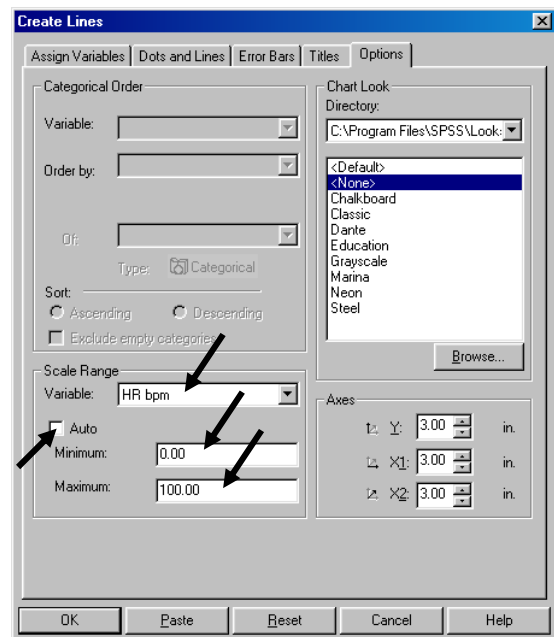 Create Lines
Assign Variables Dots and Lines Error Bars Titles Options
Categorical Order
Variable:
Order by:
Of:
Type: Categorical
Sort:
Ascending Descending
Exclude empty categories
Scale Range
Variable: HR bpm
Auto
Minimum: 0.00
Maximum: 100.00
Chart Look
Directory:
C:\Program Files\SPSS\Look
<Default>
<None>
Chalkboard
Classic
Dante
Education
Grayscale
Marina
Neon
Steel
Browse...
Axes
Y: 3.00 in.
X1: 3.00 in.
X2: 3.00 in.
OK Paste Reset Cancel Help